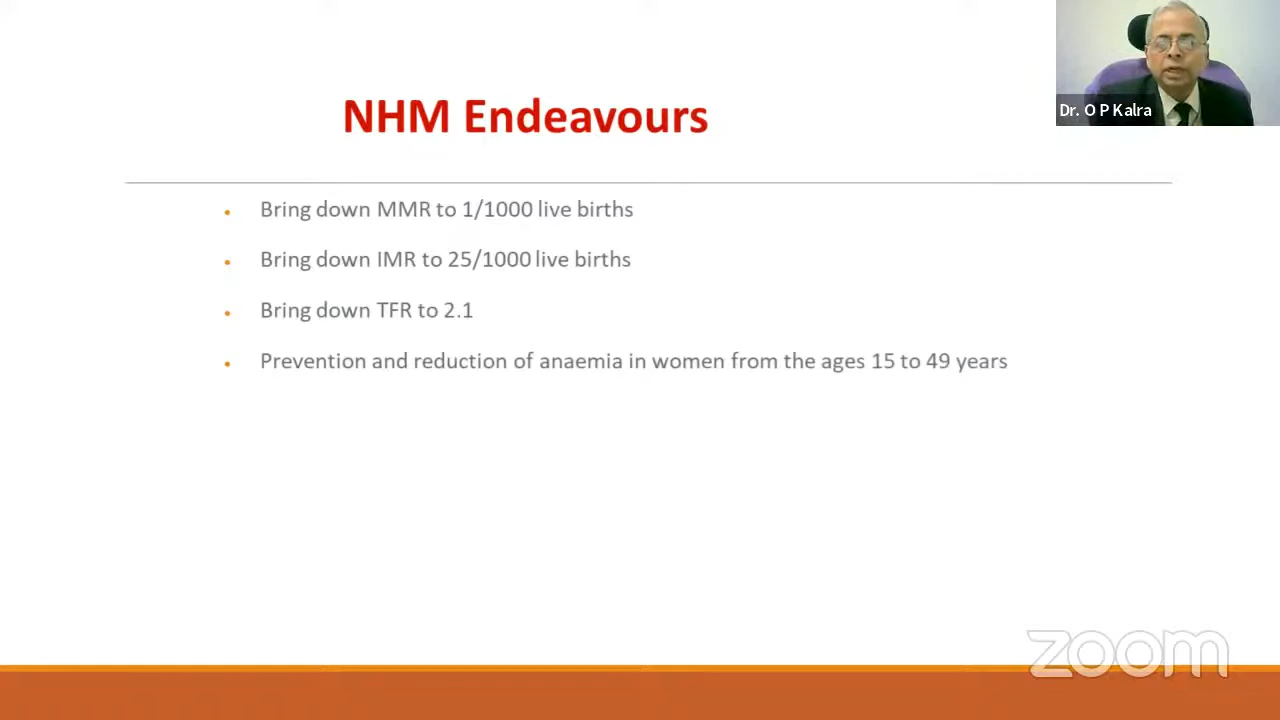 NHM Endeavours
Dr. O P Kalra
• Bring down MMR to 1/1000 live births
• Bring down IMR to 25/1000 live births
• Bring down TFR to 2.1
• Prevention and reduction of anaemia in women from the ages 15 to 49 years
zoom